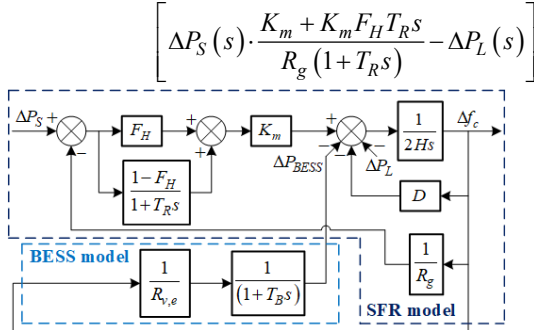 [ΔP_S(s)·(K_m + K_m F_H T_R s)/(R_g(1 + T_R s)) − ΔP_L(s)]
ΔP_S + − F_H + + K_m + − − − 1/(2Hs) Δf_c
ΔP_BESS ΔP_L
(1−F_H)/(1+T_R s) D
BESS model 1/R_g
1/R_{v,e} 1/((1+T_B s))
SFR model